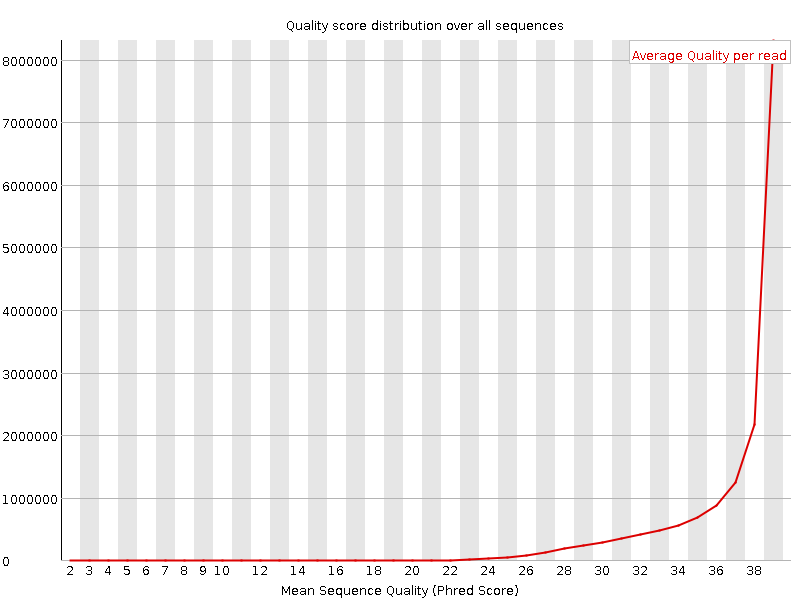 Quality score distribution over all sequences
Average Quality per read
8000000
7000000
6000000
5000000
4000000
3000000
2000000
1000000
0
2 3 4 5 6 7 8 9 10 12 14 16 18 20 22 24 26 28 30 32 34 36 38
Mean Sequence Quality (Phred Score)